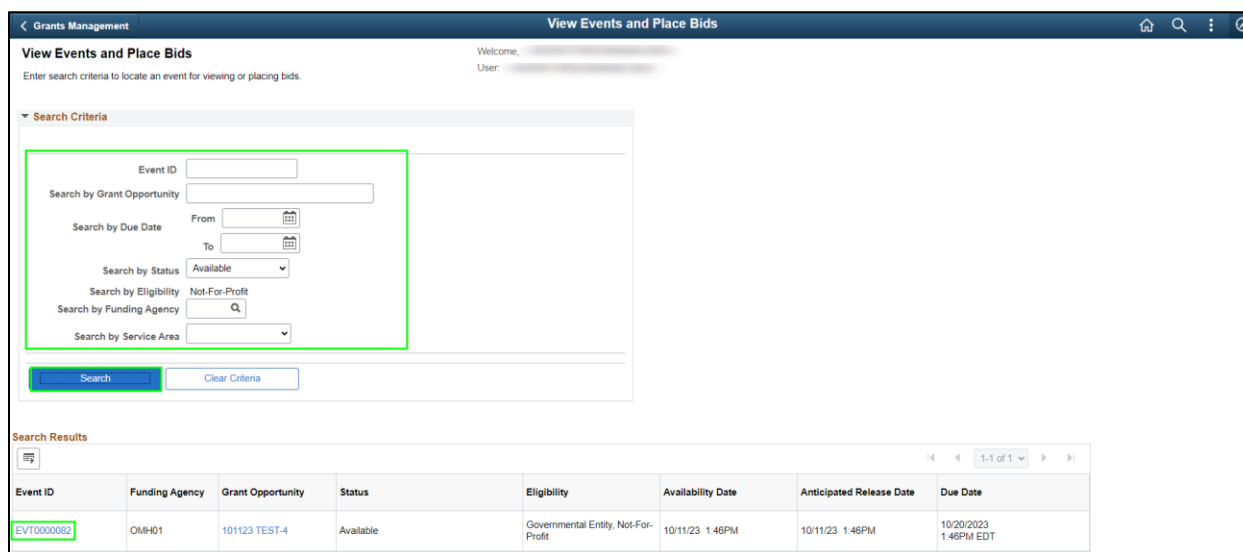 Grants Management
View Events and Place Bids
View Events and Place Bids
Welcome,
User:
Enter search criteria to locate an event for viewing or placing bids.
Search Criteria
Event ID
Search by Grant Opportunity
Search by Due Date
From
To
Search by Status Available
Search by Eligibility Not-For-Profit
Search by Funding Agency
Search by Service Area
Search Clear Criteria
Search Results
1-1 of 1
Event ID Funding Agency Grant Opportunity Status Eligibility Availability Date Anticipated Release Date Due Date
EVT0000082 OMH01 101123 TEST-4 Available Governmental Entity, Not-For-Profit 10/11/23 1:46PM 10/11/23 1:46PM 10/20/2023 1:46PM EDT